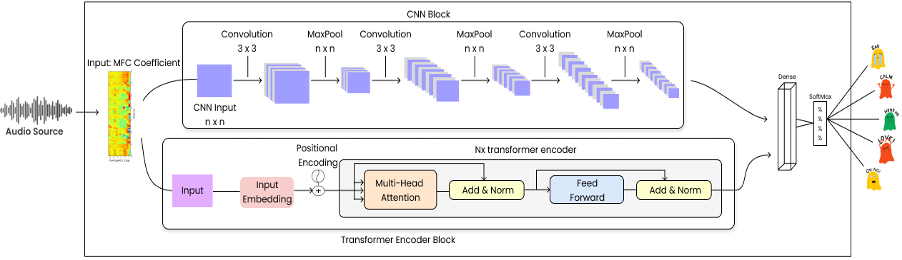 CNN Block
Convolution
3 x 3
MaxPool
n x n
Convolution
3 x 3
MaxPool
n x n
Convolution
3 x 3
MaxPool
n x n
Input: MFC Coefficient
CNN Input
n x n
Audio Source
Dense
SoftMax
%
%
%
%
CALM
LOVE!
Positional
Encoding
Nx transformer encoder
Input
Input
Embedding
+
Multi-Head
Attention
Add & Norm
Feed
Forward
Add & Norm
Transformer Encoder Block